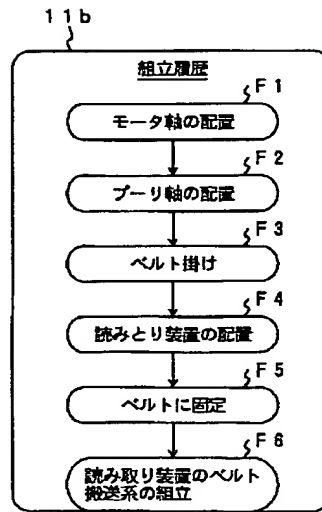 11b
組立履歴
F1
モータ軸の配置
F2
プーリ軸の配置
F3
ベルト掛け
F4
読みとり装置の配置
F5
ベルトに固定
F6
読み取り装置のベルト
搬送系の組立